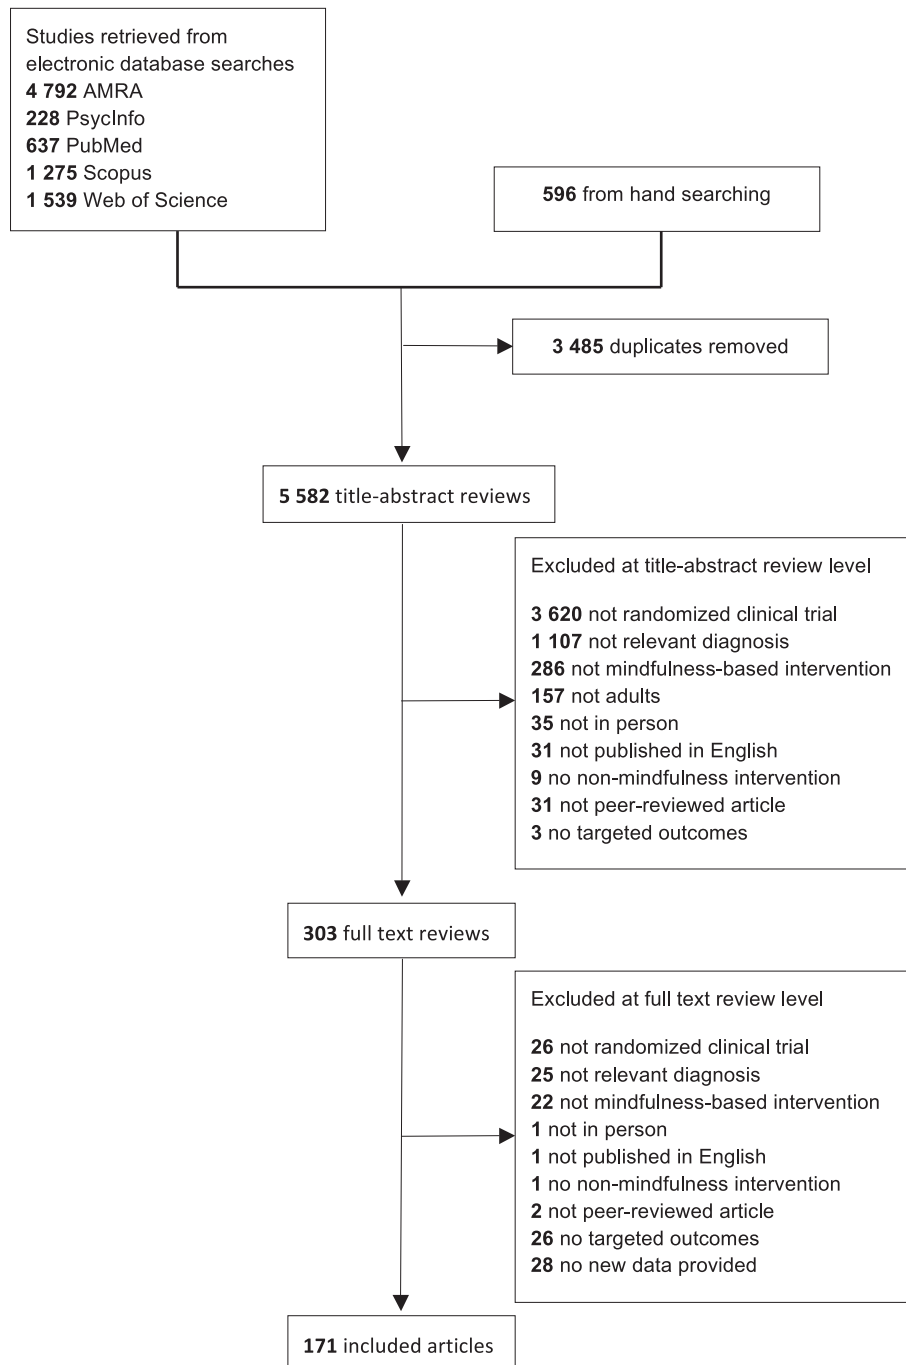 Studies retrieved from
electronic database searches
4 792 AMRA
228 PsycInfo
637 PubMed
1 275 Scopus
1 539 Web of Science
596 from hand searching
3 485 duplicates removed
5 582 title-abstract reviews
Excluded at title-abstract review level
3 620 not randomized clinical trial
1 107 not relevant diagnosis
286 not mindfulness-based intervention
157 not adults
35 not in person
31 not published in English
9 no non-mindfulness intervention
31 not peer-reviewed article
3 no targeted outcomes
303 full text reviews
Excluded at full text review level
26 not randomized clinical trial
25 not relevant diagnosis
22 not mindfulness-based intervention
1 not in person
1 not published in English
1 no non-mindfulness intervention
2 not peer-reviewed article
26 no targeted outcomes
28 no new data provided
171 included articles